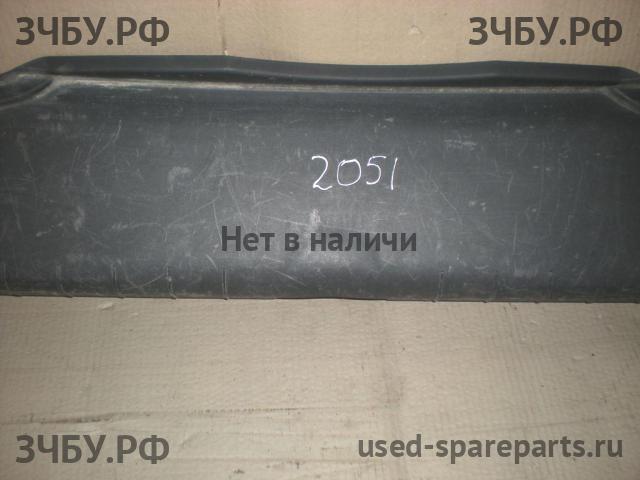 ЗЧБУ.РФ
ЗЧБУ.РФ
2051
Нет в наличи
ЗЧБУ.РФ
used-spareparts.ru